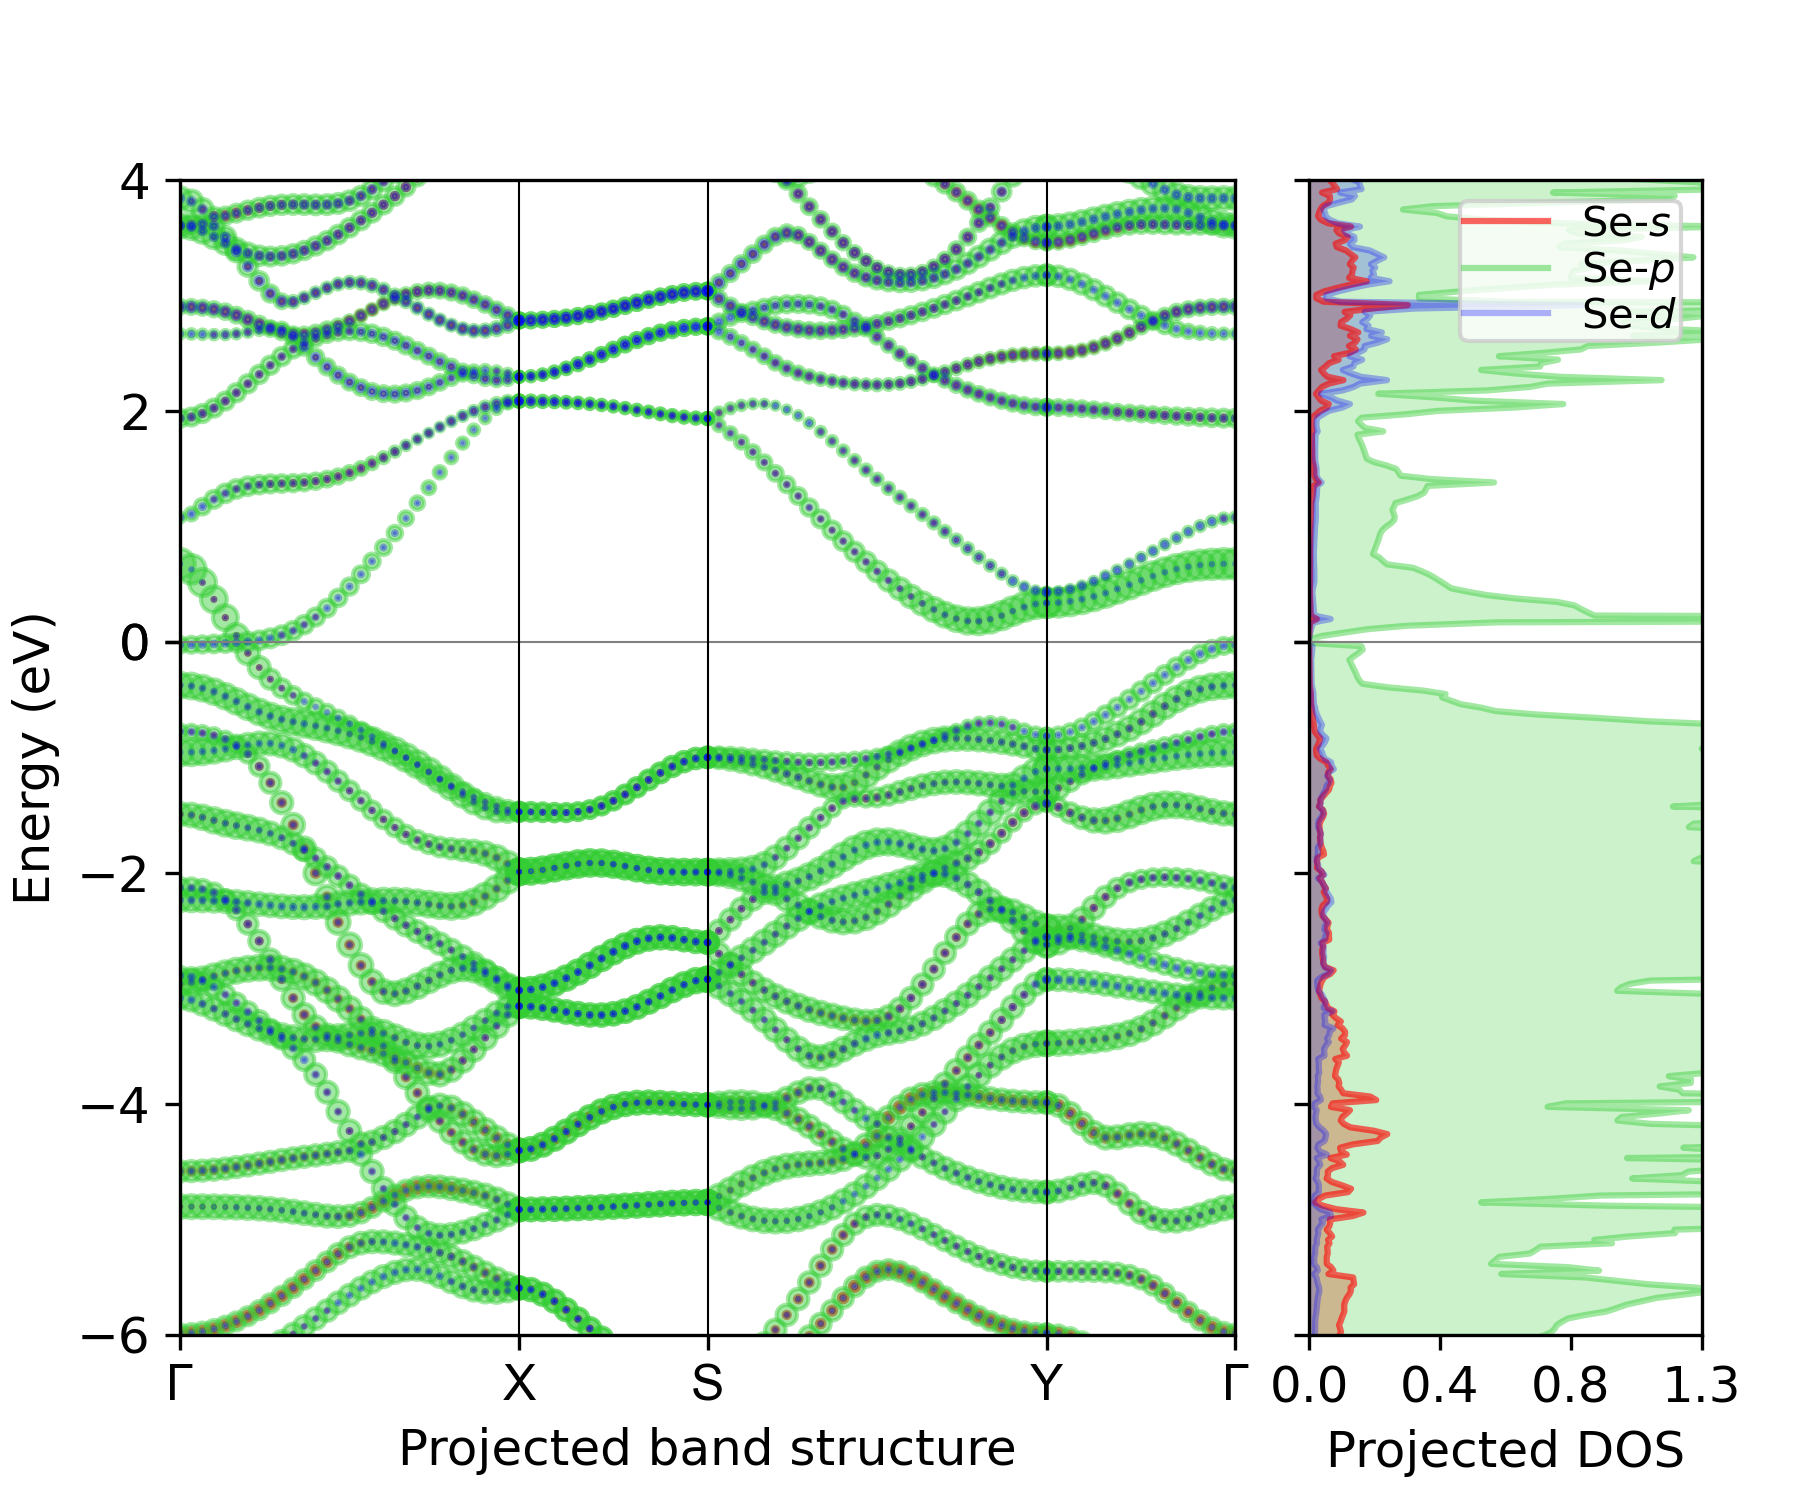 4
2
0
−2
−4
−6
Energy (eV)
Γ X S Y Γ
Projected band structure
Se-s
Se-p
Se-d
0.0 0.4 0.8 1.3
Projected DOS